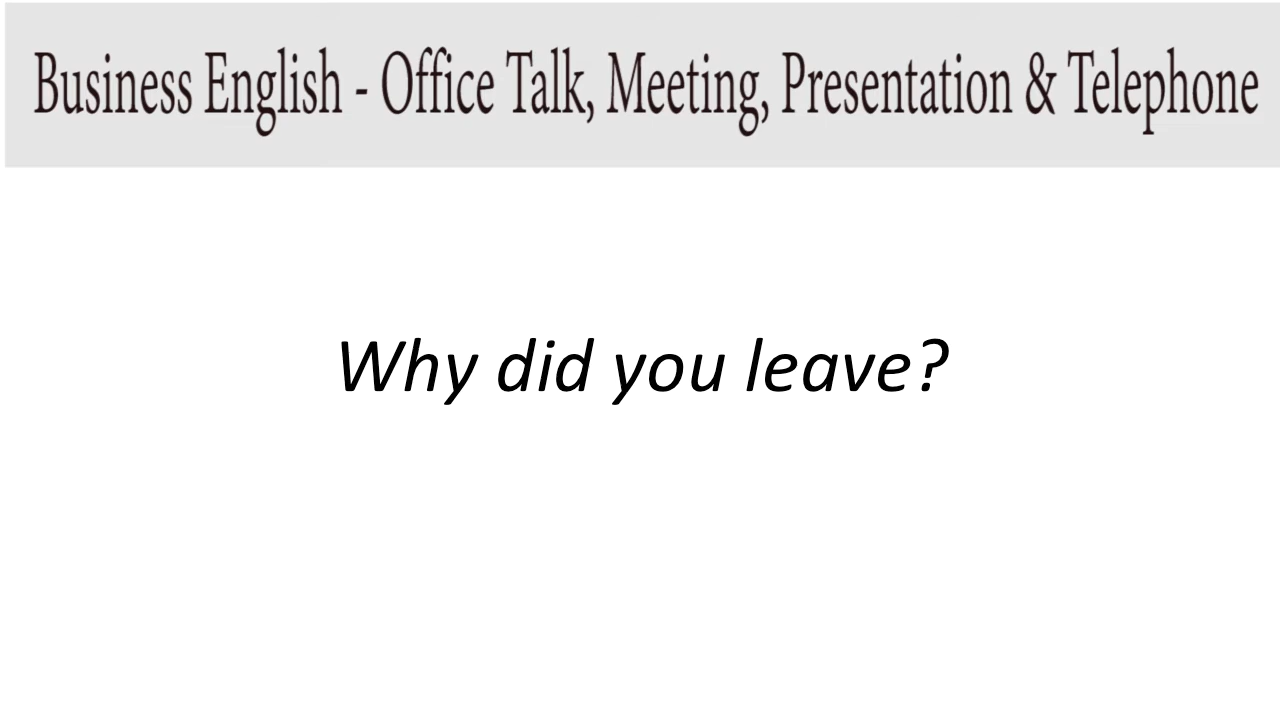 Business English - Office Talk, Meeting, Presentation & Telephone
Why did you leave?